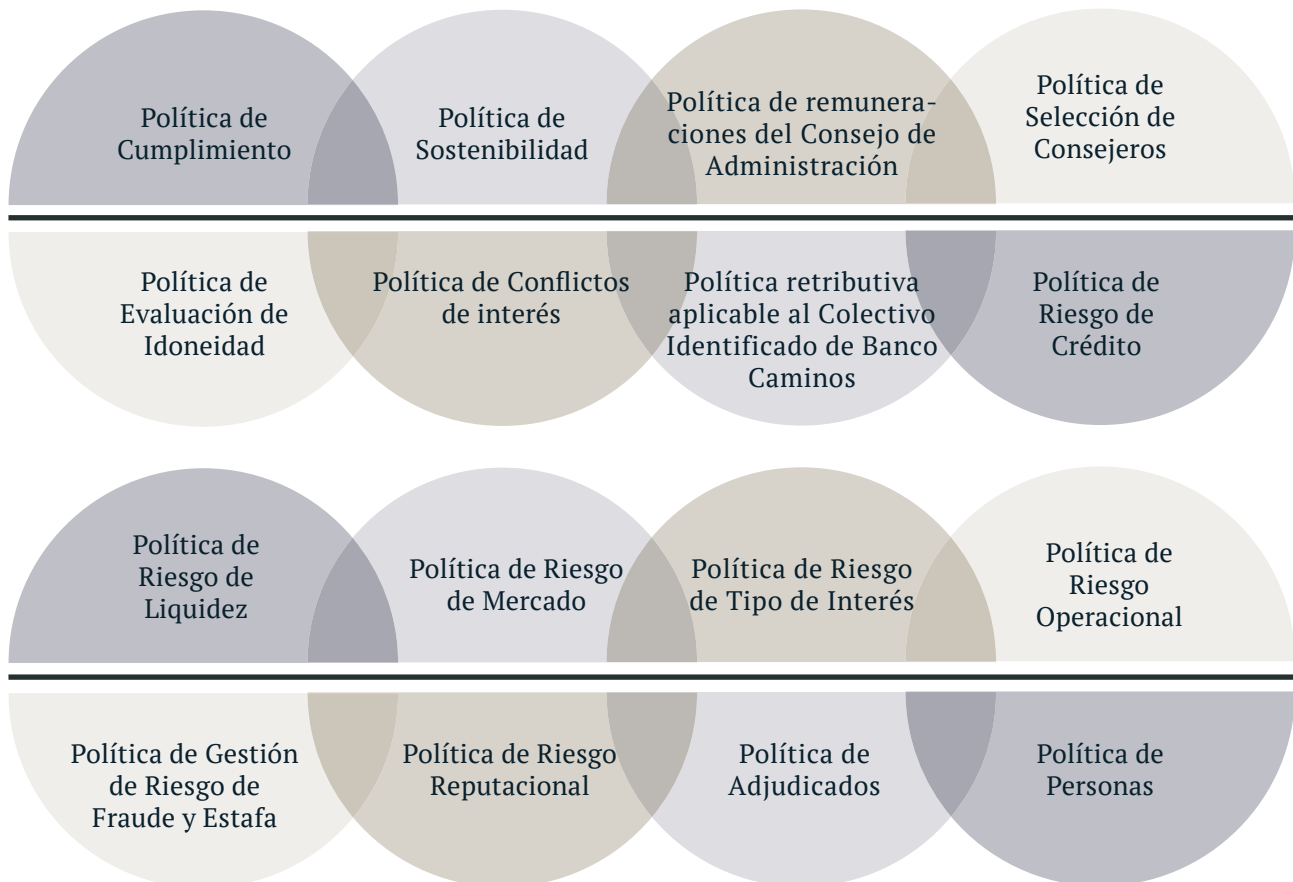 Política de
Cumplimiento
Política de
Sostenibilidad
Política de remunera-
ciones del Consejo de
Administración
Política de
Selección de
Consejeros
Política de
Evaluación de
Idoneidad
Política de Conflictos
de interés
Política retributiva
aplicable al Colectivo
Identificado de Banco
Caminos
Política de
Riesgo de
Crédito
Política de
Riesgo de
Liquidez
Política de Riesgo
de Mercado
Política de Riesgo
de Tipo de Interés
Política de
Riesgo
Operacional
Política de Gestión
de Riesgo de
Fraude y Estafa
Política de Riesgo
Reputacional
Política de
Adjudicados
Política de
Personas